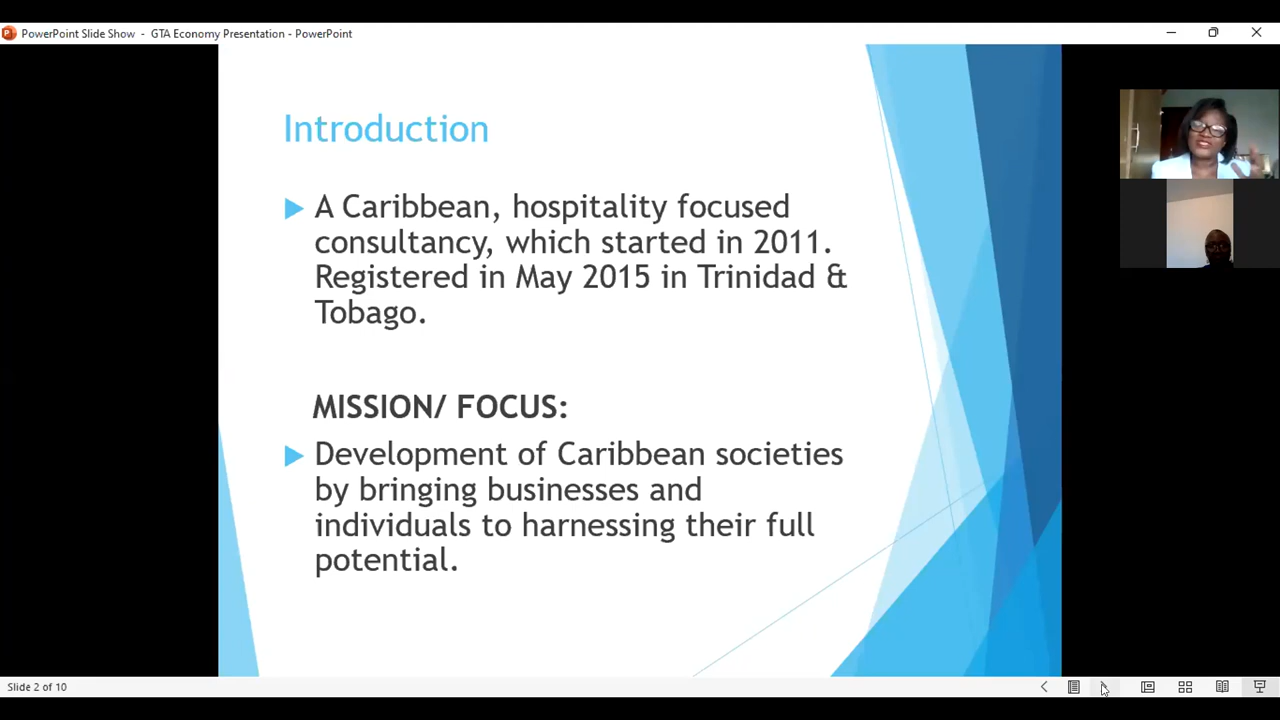 PowerPoint Slide Show - GTA Economy Presentation - PowerPoint
Introduction
A Caribbean, hospitality focused
consultancy, which started in 2011.
Registered in May 2015 in Trinidad &
Tobago.
MISSION/ FOCUS:
Development of Caribbean societies
by bringing businesses and
individuals to harnessing their full
potential.
Slide 2 of 10